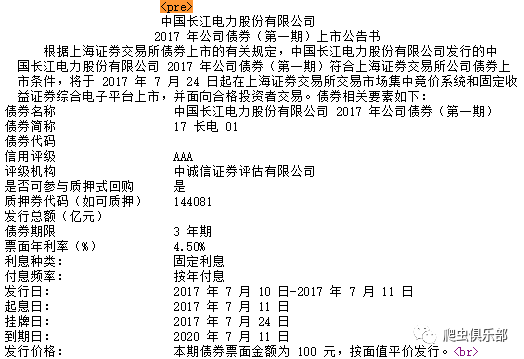 <pre>
中国长江电力股份有限公司
2017 年公司债券（第一期）上市公告书
根据上海证券交易所债券上市的有关规定，中国长江电力股份有限公司发行的中
国长江电力股份有限公司 2017 年公司债券（第一期）符合上海证券交易所公司债券上
市条件，将于 2017 年 7 月 24 日起在上海证券交易所交易市场集中竞价系统和固定收
益证券综合电子平台上市，并面向合格投资者交易。债券相关要素如下：
债券名称 中国长江电力股份有限公司 2017 年公司债券（第一期）
债券简称 17 长电 01
债券代码
信用评级 AAA
评级机构 中诚信证券评估有限公司
是否可参与质押式回购 是
质押券代码（如可质押） 144081
发行总额（亿元）
债券期限 3 年期
票面年利率（%） 4.50%
利息种类： 固定利息
付息频率： 按年付息
发行日： 2017 年 7 月 10 日-2017 年 7 月 11 日
起息日： 2017 年 7 月 11 日
挂牌日： 2017 年 7 月 24 日
到期日： 2020 年 7 月 11 日
发行价格： 本期债券票面金额为 100 元，按面值平价发行。<br>
爬虫俱乐部